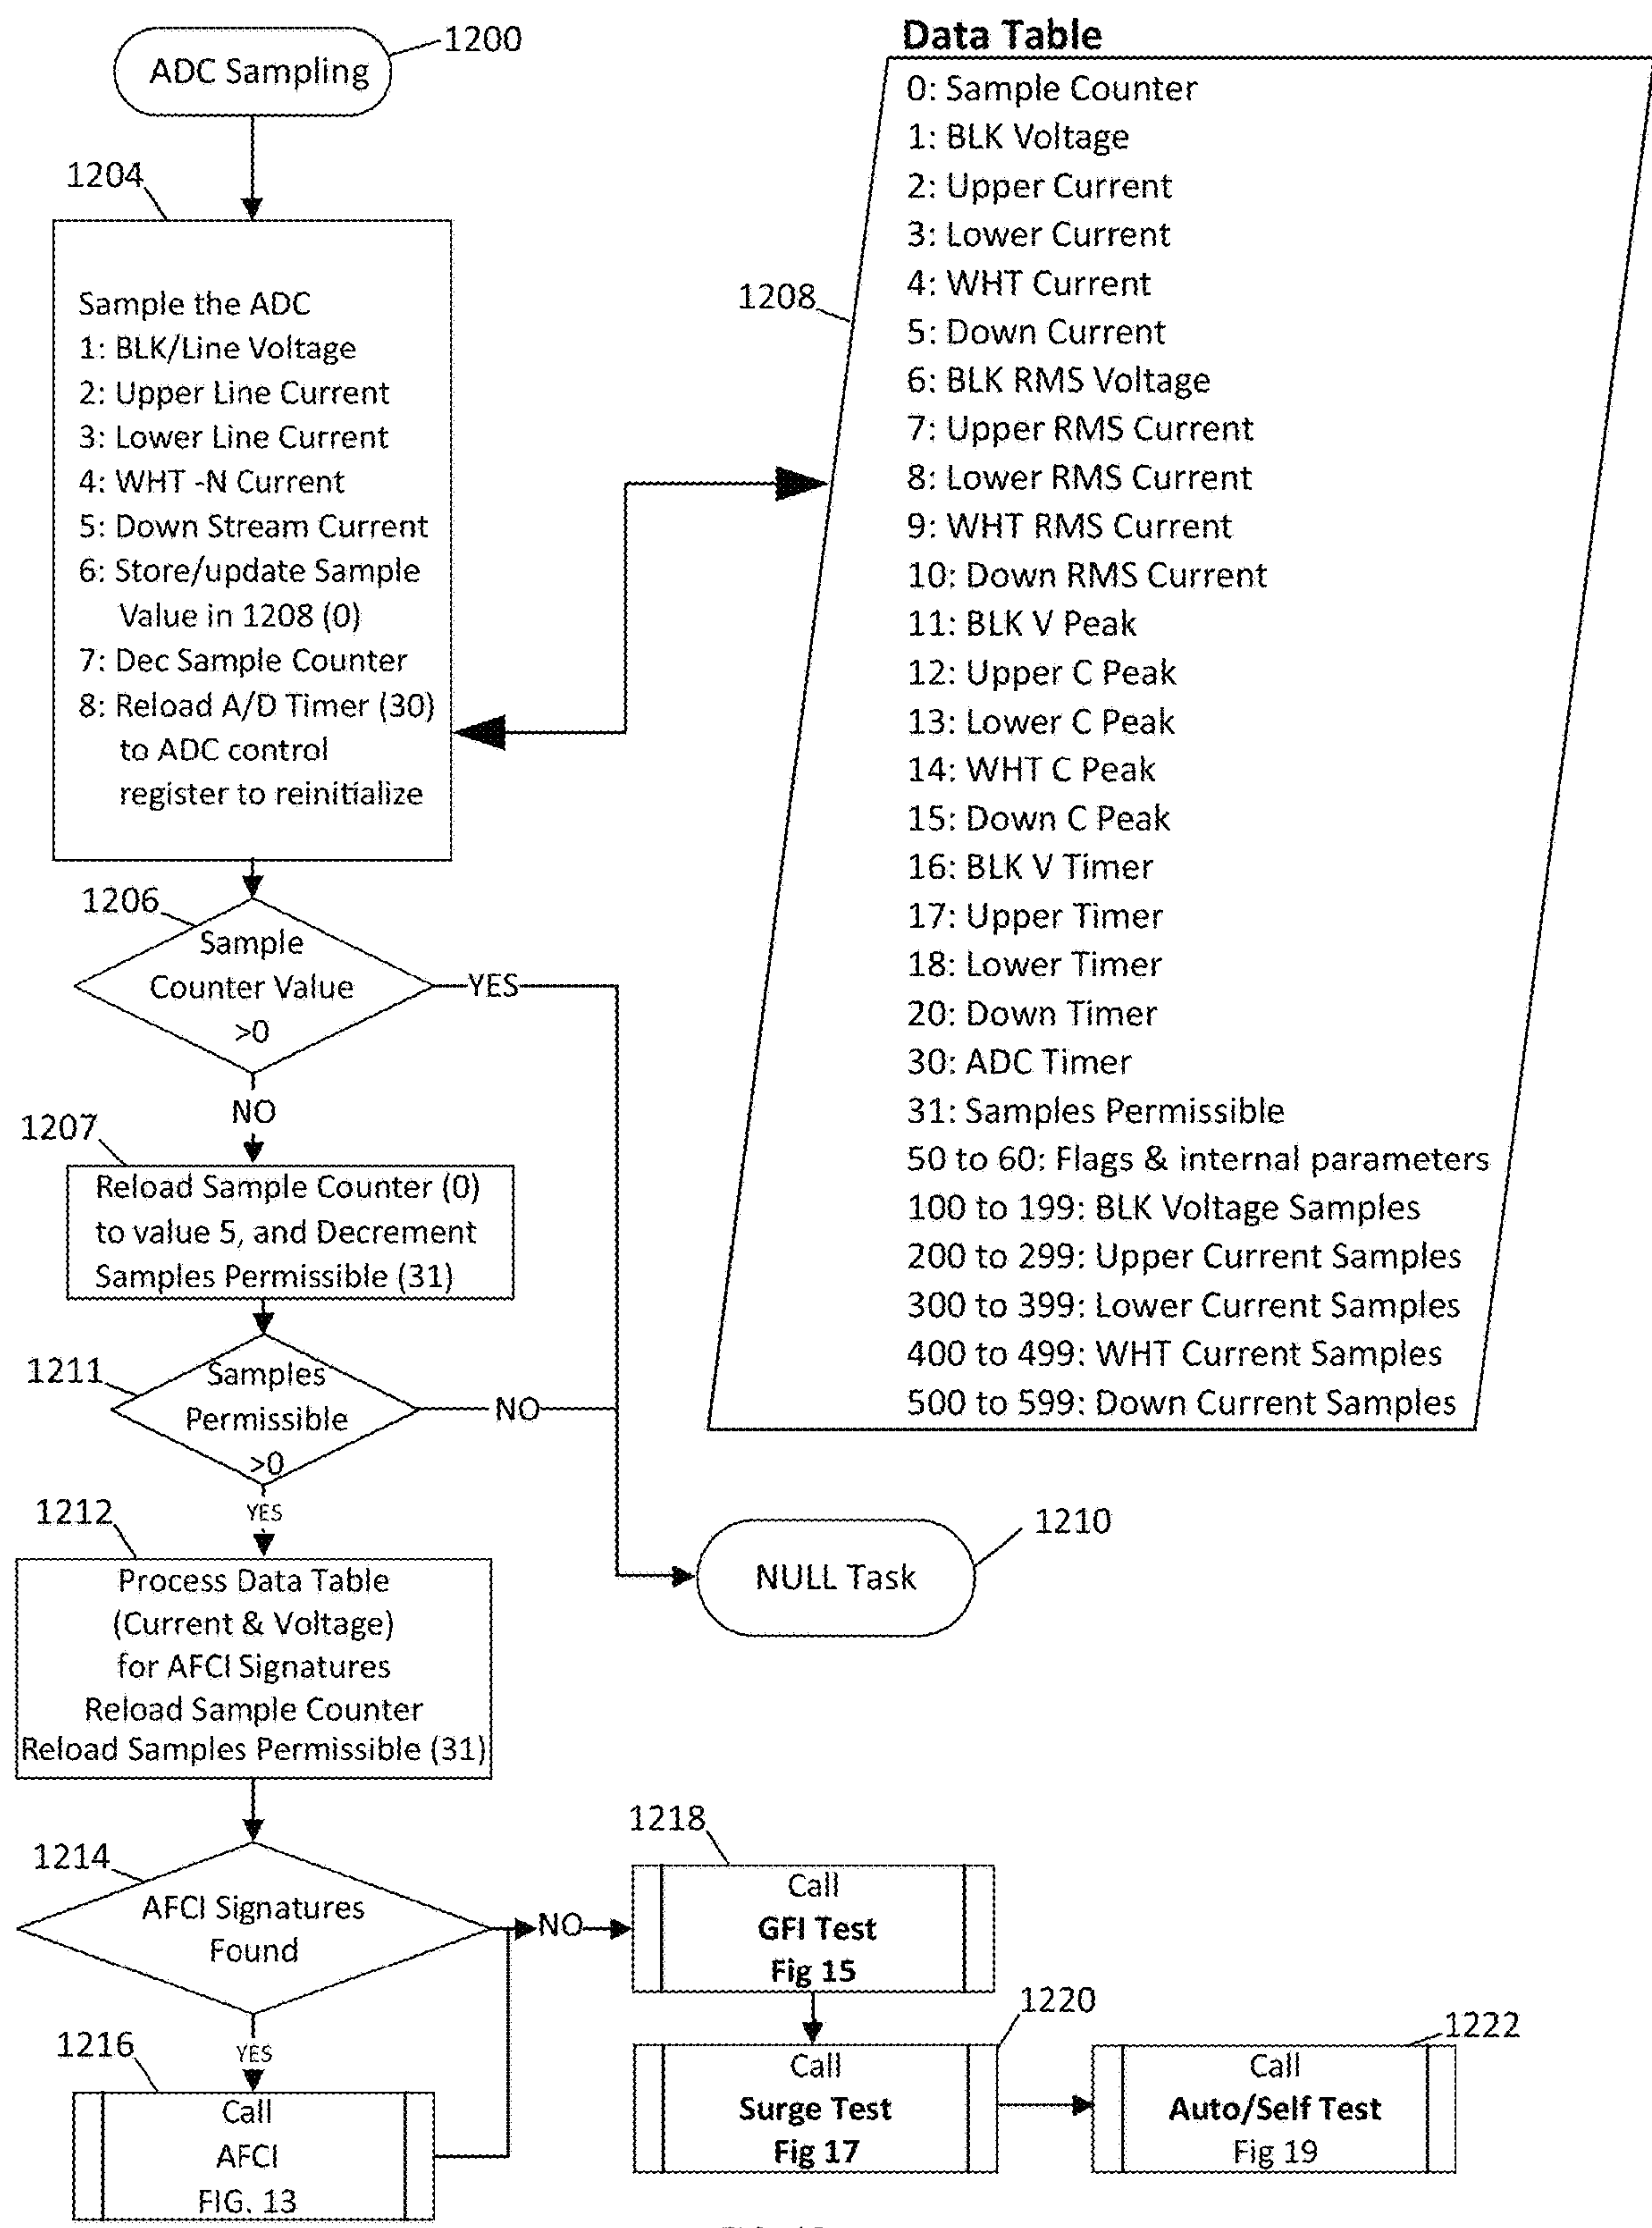 1200
ADC Sampling
1204
Sample the ADC
1: BLK/Line Voltage
2: Upper Line Current
3: Lower Line Current
4: WHT -N Current
5: Down Stream Current
6: Store/update Sample
Value in 1208 (0)
7: Dec Sample Counter
8: Reload A/D Timer (30)
to ADC control
register to reinitialize
Data Table
0: Sample Counter
1: BLK Voltage
2: Upper Current
3: Lower Current
4: WHT Current
5: Down Current
6: BLK RMS Voltage
7: Upper RMS Current
8: Lower RMS Current
9: WHT RMS Current
10: Down RMS Current
11: BLK V Peak
12: Upper C Peak
13: Lower C Peak
14: WHT C Peak
15: Down C Peak
16: BLK V Timer
17: Upper Timer
18: Lower Timer
20: Down Timer
30: ADC Timer
31: Samples Permissible
50 to 60: Flags & internal parameters
100 to 199: BLK Voltage Samples
200 to 299: Upper Current Samples
300 to 399: Lower Current Samples
400 to 499: WHT Current Samples
500 to 599: Down Current Samples
1208
1206
Sample
Counter Value
>0
YES
NO
1207
Reload Sample Counter (0)
to value 5, and Decrement
Samples Permissible (31)
1211
Samples
Permissible
>0
NO
YES
1210
NULL Task
1212
Process Data Table
(Current & Voltage)
for AFCI Signatures
Reload Sample Counter
Reload Samples Permissible (31)
1214
AFCI Signatures
Found
NO
YES
1216
Call
AFCI
FIG. 13
1218
Call
GFI Test
Fig 15
1220
Call
Surge Test
Fig 17
1222
Call
Auto/Self Test
Fig 19